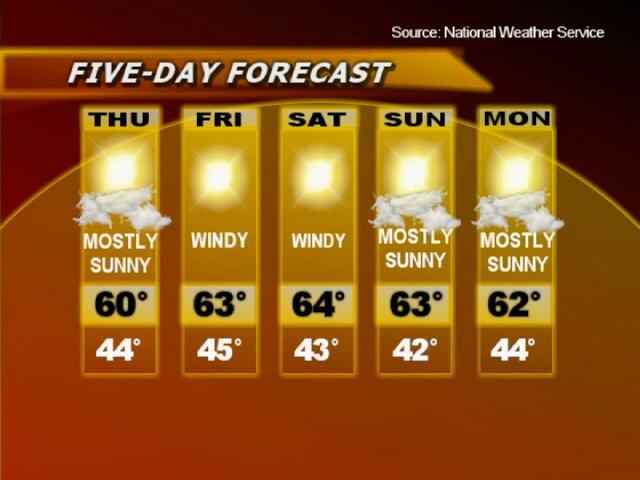 Source: National Weather Service
FIVE-DAY FORECAST
THU FRI SAT SUN MON
MOSTLY SUNNY WINDY WINDY MOSTLY SUNNY MOSTLY SUNNY
60° 63° 64° 63° 62°
44° 45° 43° 42° 44°